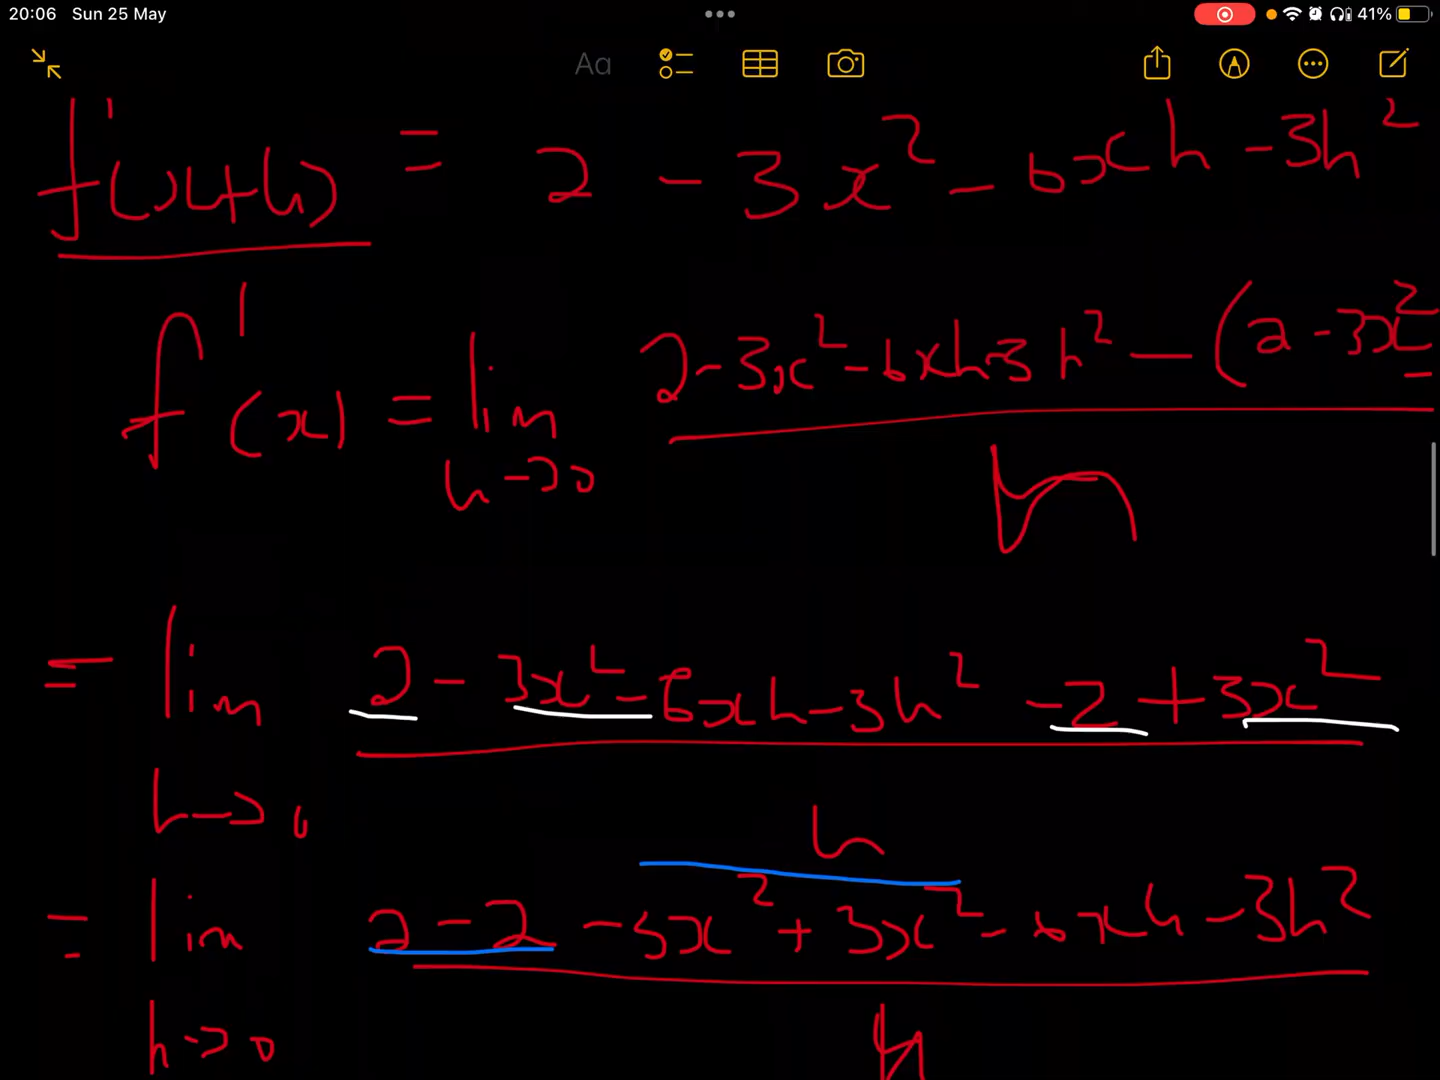 20:06 Sun 25 May 41%
Aa
f'(x+h) = 2 - 3x² - 6xh - 3h²
f'(x) = lim 2-3x²-6xh-3h² - (2-3x²
h->0 h
= lim 2 - 3x² - 6xh - 3h² - 2 + 3x²
h->0 h
= lim 2 - 2 - 3x² + 3x² - 6xh - 3h²
h->0 h